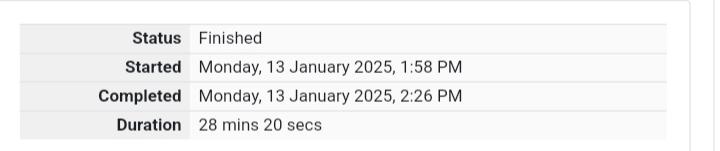 Status Finished
Started Monday, 13 January 2025, 1:58 PM
Completed Monday, 13 January 2025, 2:26 PM
Duration 28 mins 20 secs